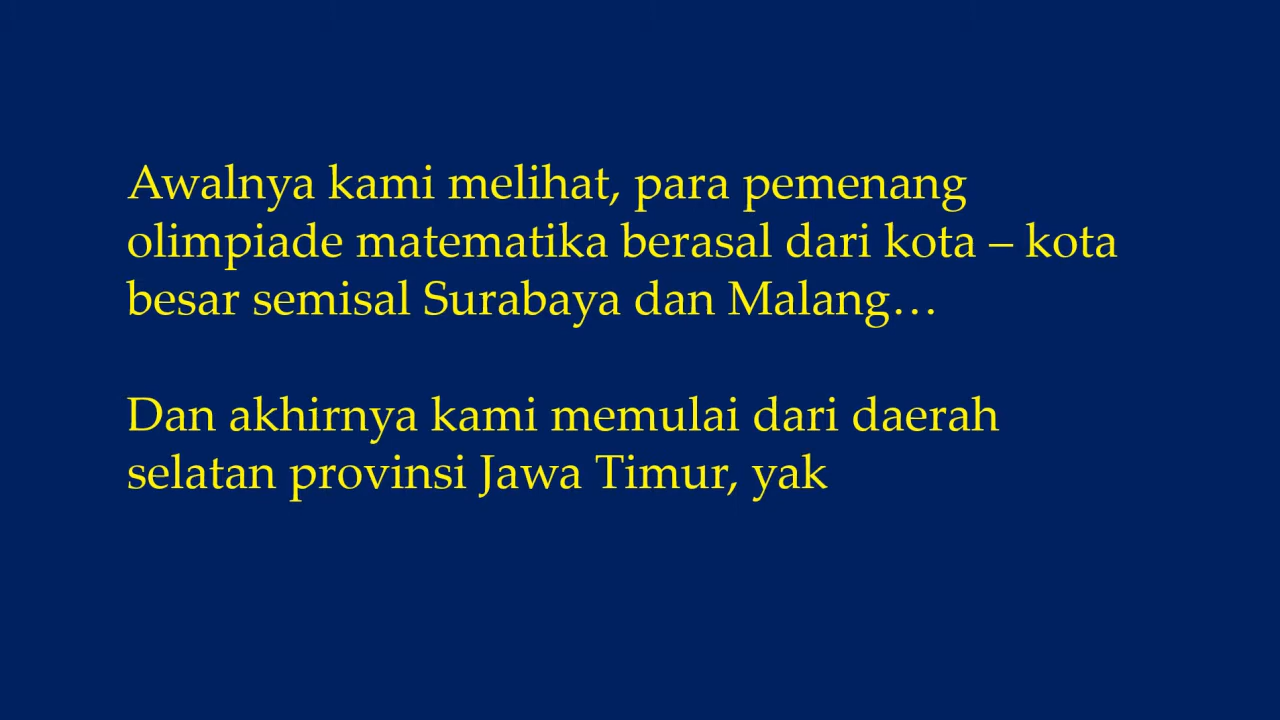 Awalnya kami melihat, para pemenang
olimpiade matematika berasal dari kota – kota
besar semisal Surabaya dan Malang…
Dan akhirnya kami memulai dari daerah
selatan provinsi Jawa Timur, yak